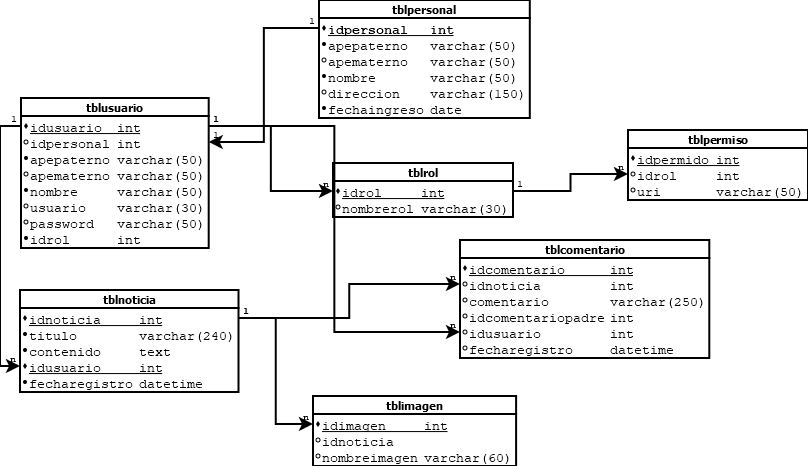 tblpersonal
idpersonal int
apepaterno varchar(50)
apematerno varchar(50)
nombre varchar(50)
direccion varchar(150)
fechaingreso date
1
tblusuario
idusuario int
idpersonal int
apepaterno varchar(50)
apematerno varchar(50)
nombre varchar(50)
usuario varchar(30)
password varchar(50)
idrol int
1
1
1
tblrol
idrol int
nombrerol varchar(30)
n
1
tblpermiso
idpermido int
idrol int
uri varchar(50)
n
tblcomentario
idcomentario int
idnoticia int
comentario varchar(250)
idcomentariopadre int
idusuario int
fecharegistro datetime
n
n
tblnoticia
idnoticia int
titulo varchar(240)
contenido text
idusuario int
fecharegistro datetime
n
1
tblimagen
idimagen int
idnoticia
nombreimagen varchar(60)
n